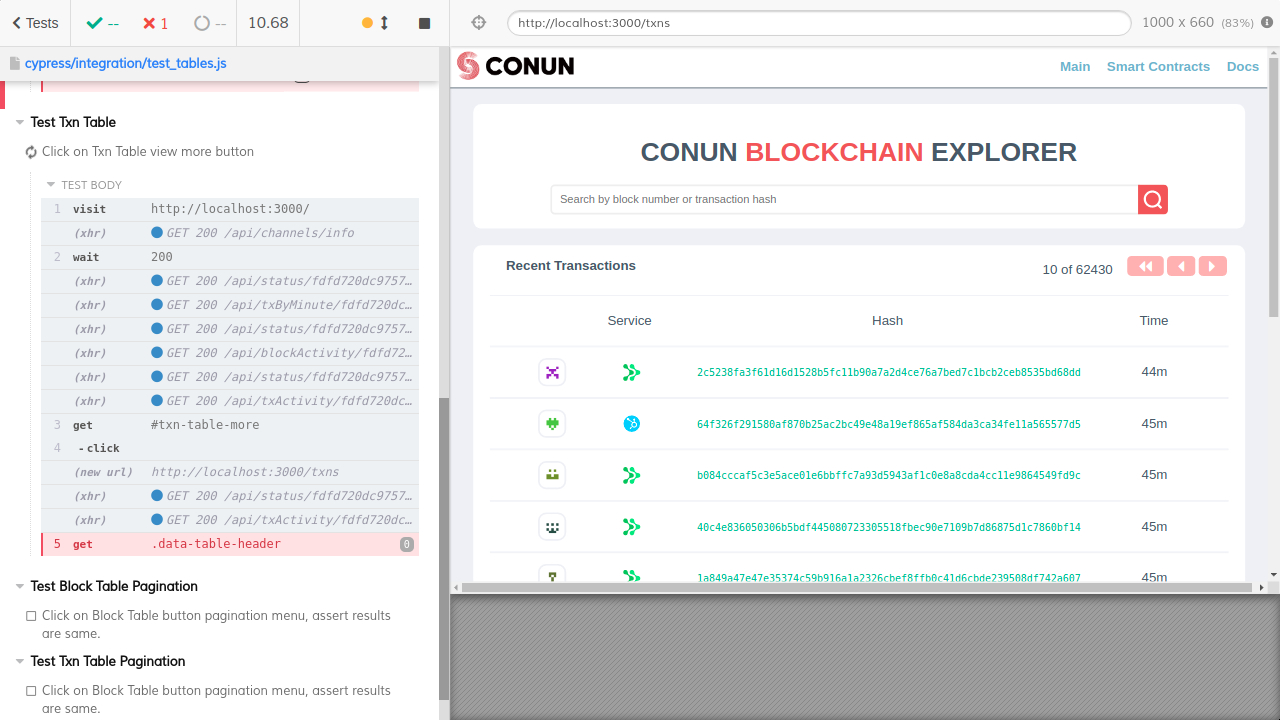 Tests
--
1
--
10.68
cypress/integration/test_tables.js
Test Txn Table
Click on Txn Table view more button
TEST BODY
1 visit http://localhost:3000/
(xhr) GET 200 /api/channels/info
2 wait 200
(xhr) GET 200 /api/status/fdfd720dc9757…
(xhr) GET 200 /api/txByMinute/fdfd720dc…
(xhr) GET 200 /api/status/fdfd720dc9757…
(xhr) GET 200 /api/blockActivity/fdfd72…
(xhr) GET 200 /api/status/fdfd720dc9757…
(xhr) GET 200 /api/txActivity/fdfd720dc…
3 get #txn-table-more
4 -click
(new url) http://localhost:3000/txns
(xhr) GET 200 /api/status/fdfd720dc9757…
(xhr) GET 200 /api/txActivity/fdfd720dc…
5 get .data-table-header 0
Test Block Table Pagination
Click on Block Table button pagination menu, assert results
are same.
Test Txn Table Pagination
Click on Block Table button pagination menu, assert results
are same.
http://localhost:3000/txns
1000 x 660 (83%)
CONUN
Main Smart Contracts Docs
CONUN BLOCKCHAIN EXPLORER
Search by block number or transaction hash
Recent Transactions
10 of 62430
Service Hash Time
2c5238fa3f61d16d1528b5fc11b90a7a2d4ce76a7bed7c1bcb2ceb8535bd68dd 44m
64f326f291580af870b25ac2bc49e48a19ef865af584da3ca34fe11a565577d5 45m
b084cccaf5c3e5ace01e6bbffc7a93d5943af1c0e8a8cda4cc11e9864549fd9c 45m
40c4e836050306b5bdf445080723305518fbec90e7109b7d86875d1c7860bf14 45m
1a849a47e47e35374c59b916a1a2326cbef8ffb0c41d6cbde239508df742a607 45m